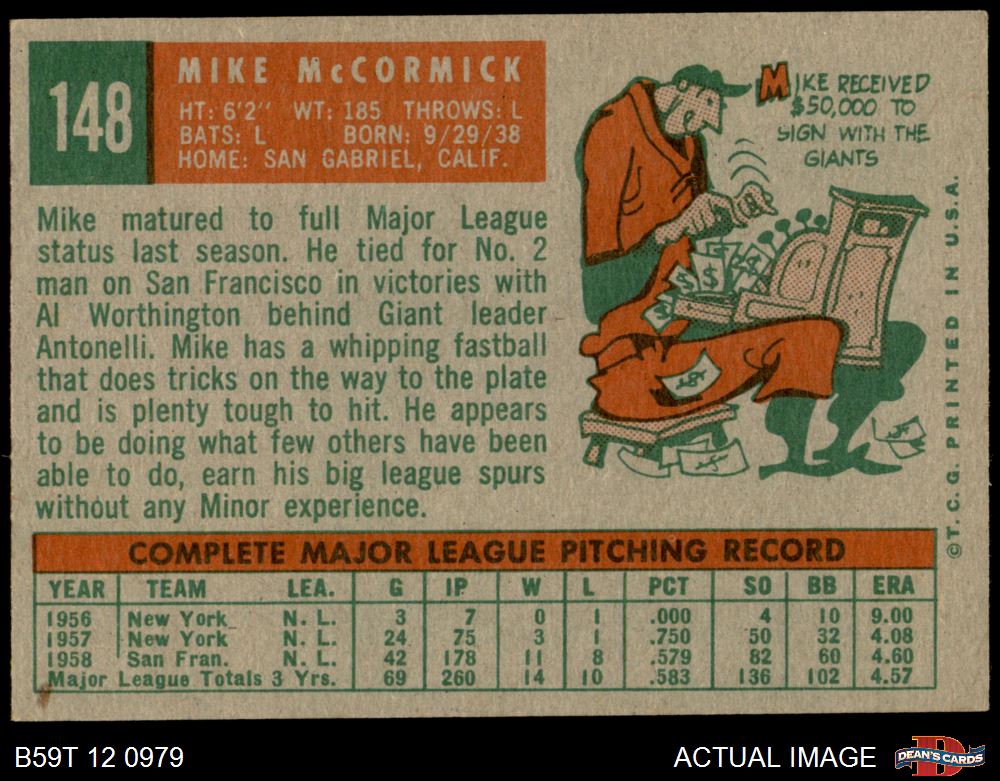 148
MIKE McCORMICK
HT: 6'2" WT: 185 THROWS: L
BATS: L BORN: 9/29/38
HOME: SAN GABRIEL, CALIF.
MIKE RECEIVED
$50,000 TO
SIGN WITH THE
GIANTS
Mike matured to full Major League
status last season. He tied for No. 2
man on San Francisco in victories with
Al Worthington behind Giant leader
Antonelli. Mike has a whipping fastball
that does tricks on the way to the plate
and is plenty tough to hit. He appears
to be doing what few others have been
able to do, earn his big league spurs
without any Minor experience.
©T.C.G. PRINTED IN U.S.A.
COMPLETE MAJOR LEAGUE PITCHING RECORD
YEAR TEAM LEA. G IP W L PCT SO BB ERA
1956 New York N. L. 3 7 0 1 .000 4 10 9.00
1957 New York N. L. 24 75 3 1 .750 50 32 4.08
1958 San Fran. N. L. 42 178 11 8 .579 82 60 4.60
Major League Totals 3 Yrs. 69 260 14 10 .583 136 102 4.57
B59T 12 0979 ACTUAL IMAGE
D
DEAN'S CARDS